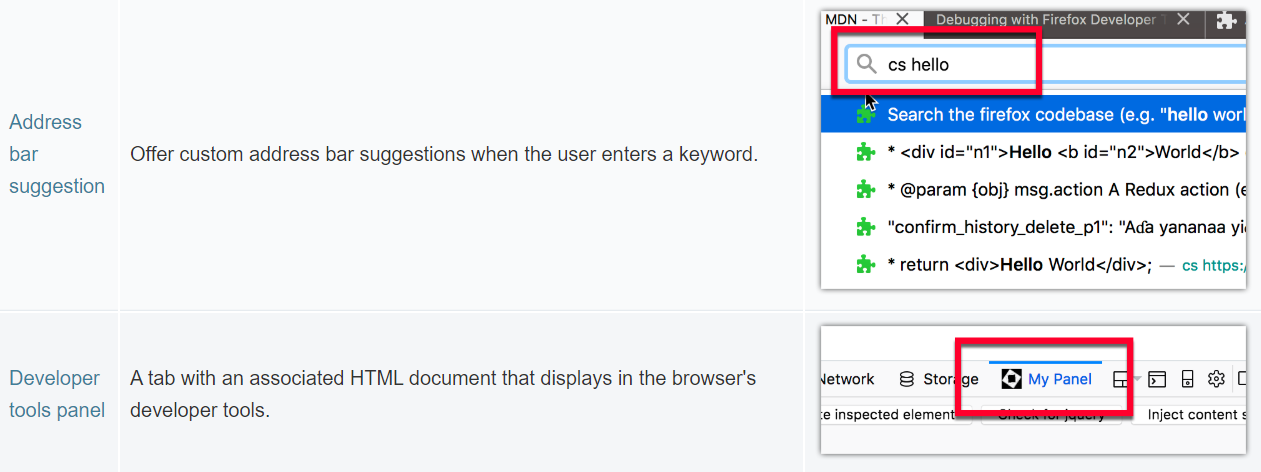 Address
bar
suggestion
Offer custom address bar suggestions when the user enters a keyword.
MDN - Th
Debugging with Firefox Developer T
cs hello
Search the firefox codebase (e.g. "hello worl
* <div id="n1">Hello <b id="n2">World</b>
* @param {obj} msg.action A Redux action (e
"confirm_history_delete_p1": "Aɗa yananaa yi
* return <div>Hello World</div>; — cs https:/
Developer
tools panel
A tab with an associated HTML document that displays in the browser's
developer tools.
Network Storage My Panel
te inspected element Check for jquery Inject content s